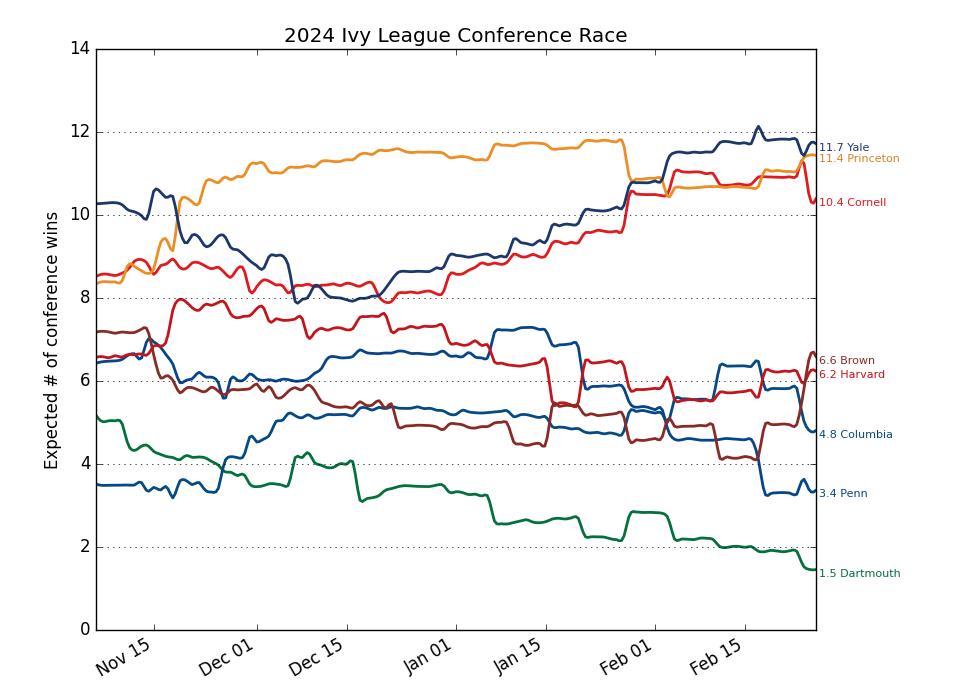 2024 Ivy League Conference Race
Expected # of conference wins
14
12
10
8
6
4
2
0
Nov 15
Dec 01
Dec 15
Jan 01
Jan 15
Feb 01
Feb 15
11.7 Yale
11.4 Princeton
10.4 Cornell
6.6 Brown
6.2 Harvard
4.8 Columbia
3.4 Penn
1.5 Dartmouth